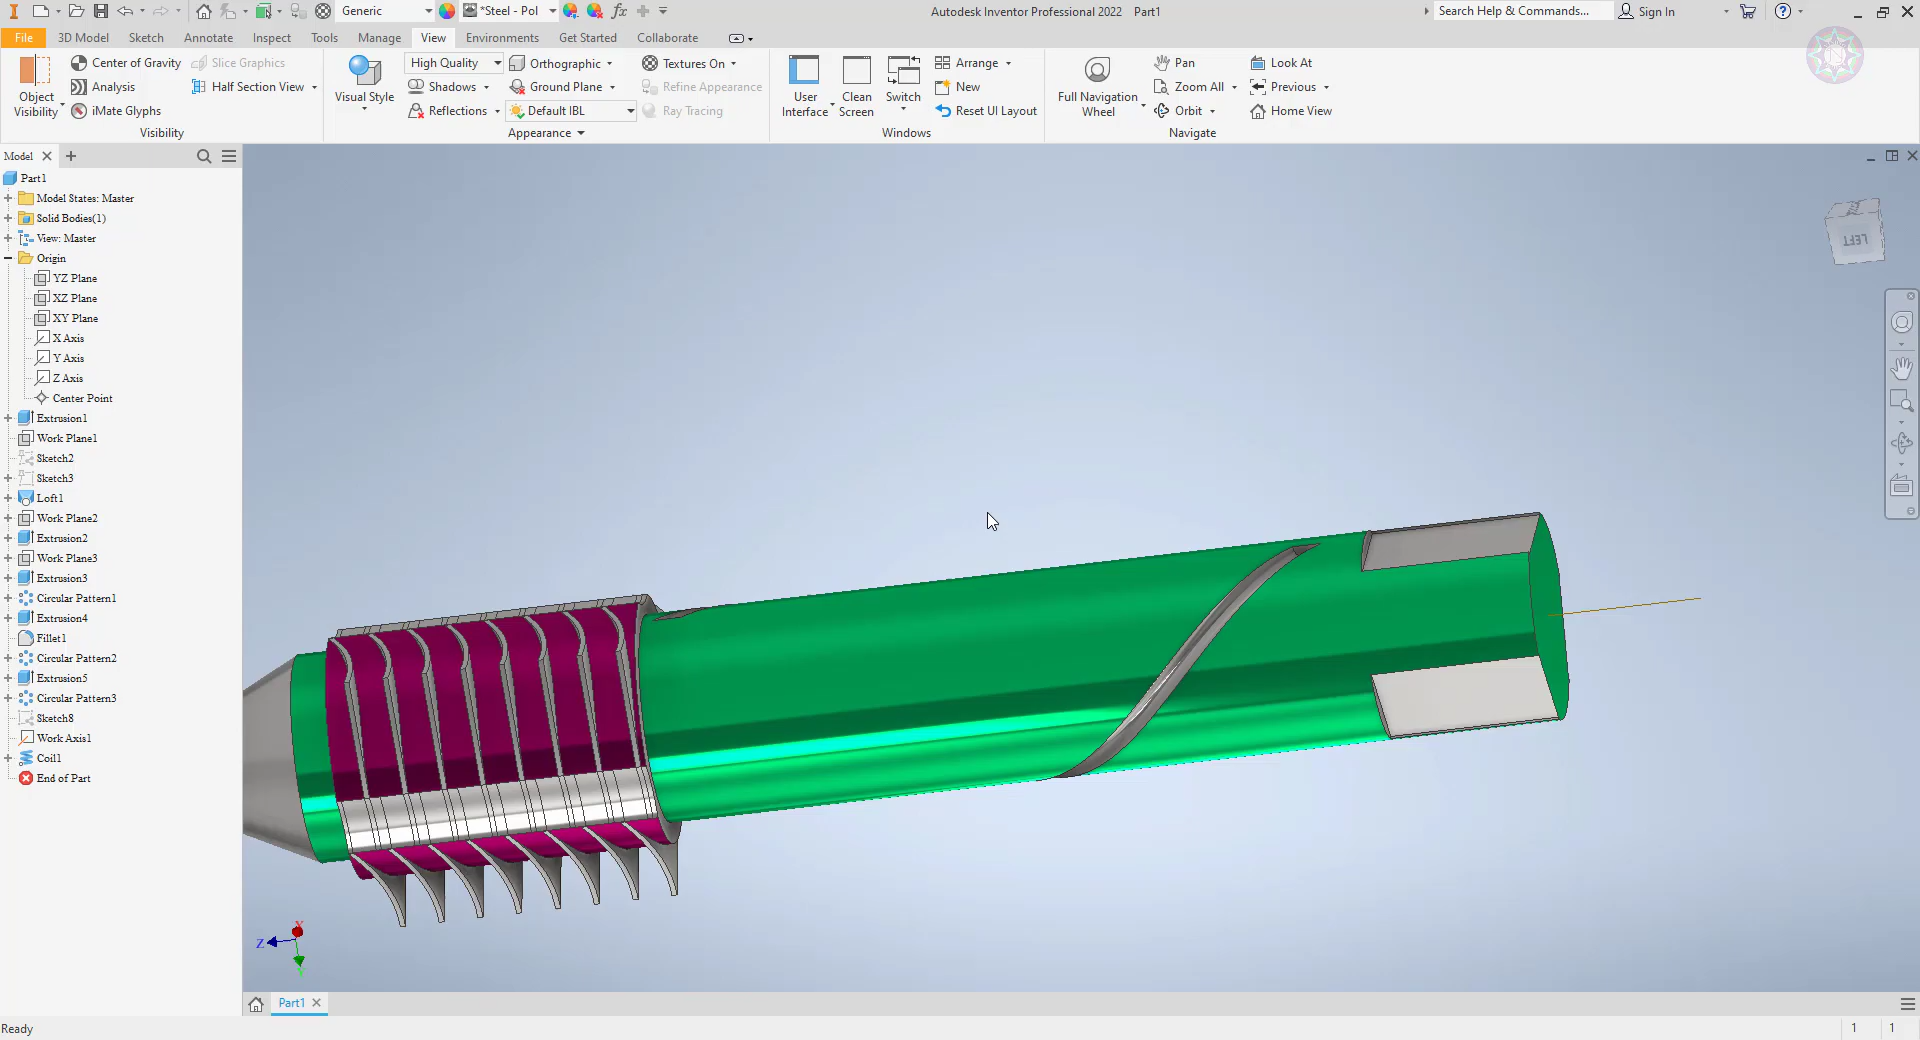 Generic
*Steel - Pol
fx
Autodesk Inventor Professional 2022 Part1
Search Help & Commands...
Sign In
File 3D Model Sketch Annotate Inspect Tools Manage View Environments Get Started Collaborate
Object Visibility
Center of Gravity
Analysis
iMate Glyphs
Slice Graphics
Half Section View
Visibility
Visual Style
High Quality
Shadows
Reflections
Orthographic
Ground Plane
Default IBL
Textures On
Refine Appearance
Ray Tracing
Appearance
User Interface
Clean Screen
Switch
Arrange
New
Reset UI Layout
Windows
Full Navigation Wheel
Pan
Zoom All
Orbit
Look At
Previous
Home View
Navigate
Model
Part1
Model States: Master
Solid Bodies(1)
View: Master
Origin
YZ Plane
XZ Plane
XY Plane
X Axis
Y Axis
Z Axis
Center Point
Extrusion1
Work Plane1
Sketch2
Sketch3
Loft1
Work Plane2
Extrusion2
Work Plane3
Extrusion3
Circular Pattern1
Extrusion4
Fillet1
Circular Pattern2
Extrusion5
Circular Pattern3
Sketch8
Work Axis1
Coil1
End of Part
LEFT
X
Z
Y
Part1
Ready
1 1